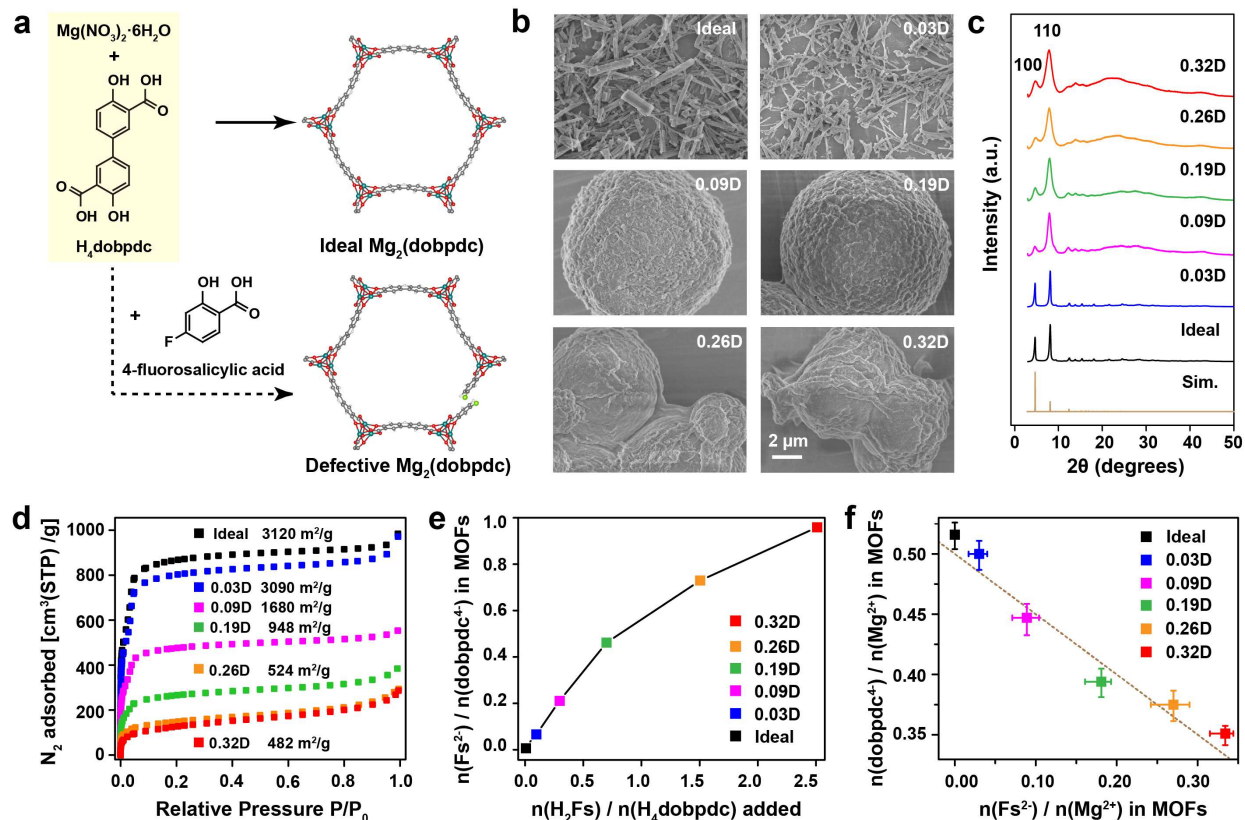 a
Mg(NO₃)₂·6H₂O
+
OH
O
OH
O
OH
OH
H₄dobpdc
Ideal Mg₂(dobpdc)
+
OH
OH
O
F
4-fluorosalicylic acid
Defective Mg₂(dobpdc)
b
Ideal
0.03D
0.09D
0.19D
0.26D
0.32D
2 μm
c
110
100
0.32D
0.26D
0.19D
0.09D
0.03D
Ideal
Sim.
Intensity (a.u.)
0 10 20 30 40 50
2θ (degrees)
d
N₂ adsorbed [cm³(STP) /g]
1000
800
600
400
200
0
Ideal 3120 m²/g
0.03D 3090 m²/g
0.09D 1680 m²/g
0.19D 948 m²/g
0.26D 524 m²/g
0.32D 482 m²/g
0.0 0.2 0.4 0.6 0.8 1.0
Relative Pressure P/P₀
e
n(Fs²⁻) / n(dobpdc⁴⁻) in MOFs
1.0
0.8
0.6
0.4
0.2
0.0
0.32D
0.26D
0.19D
0.09D
0.03D
Ideal
0.0 0.5 1.0 1.5 2.0 2.5
n(H₂Fs) / n(H₄dobpdc) added
f
n(dobpdc⁴⁻) / n(Mg²⁺) in MOFs
0.50
0.45
0.40
0.35
Ideal
0.03D
0.09D
0.19D
0.26D
0.32D
0.00 0.10 0.20 0.30
n(Fs²⁻) / n(Mg²⁺) in MOFs